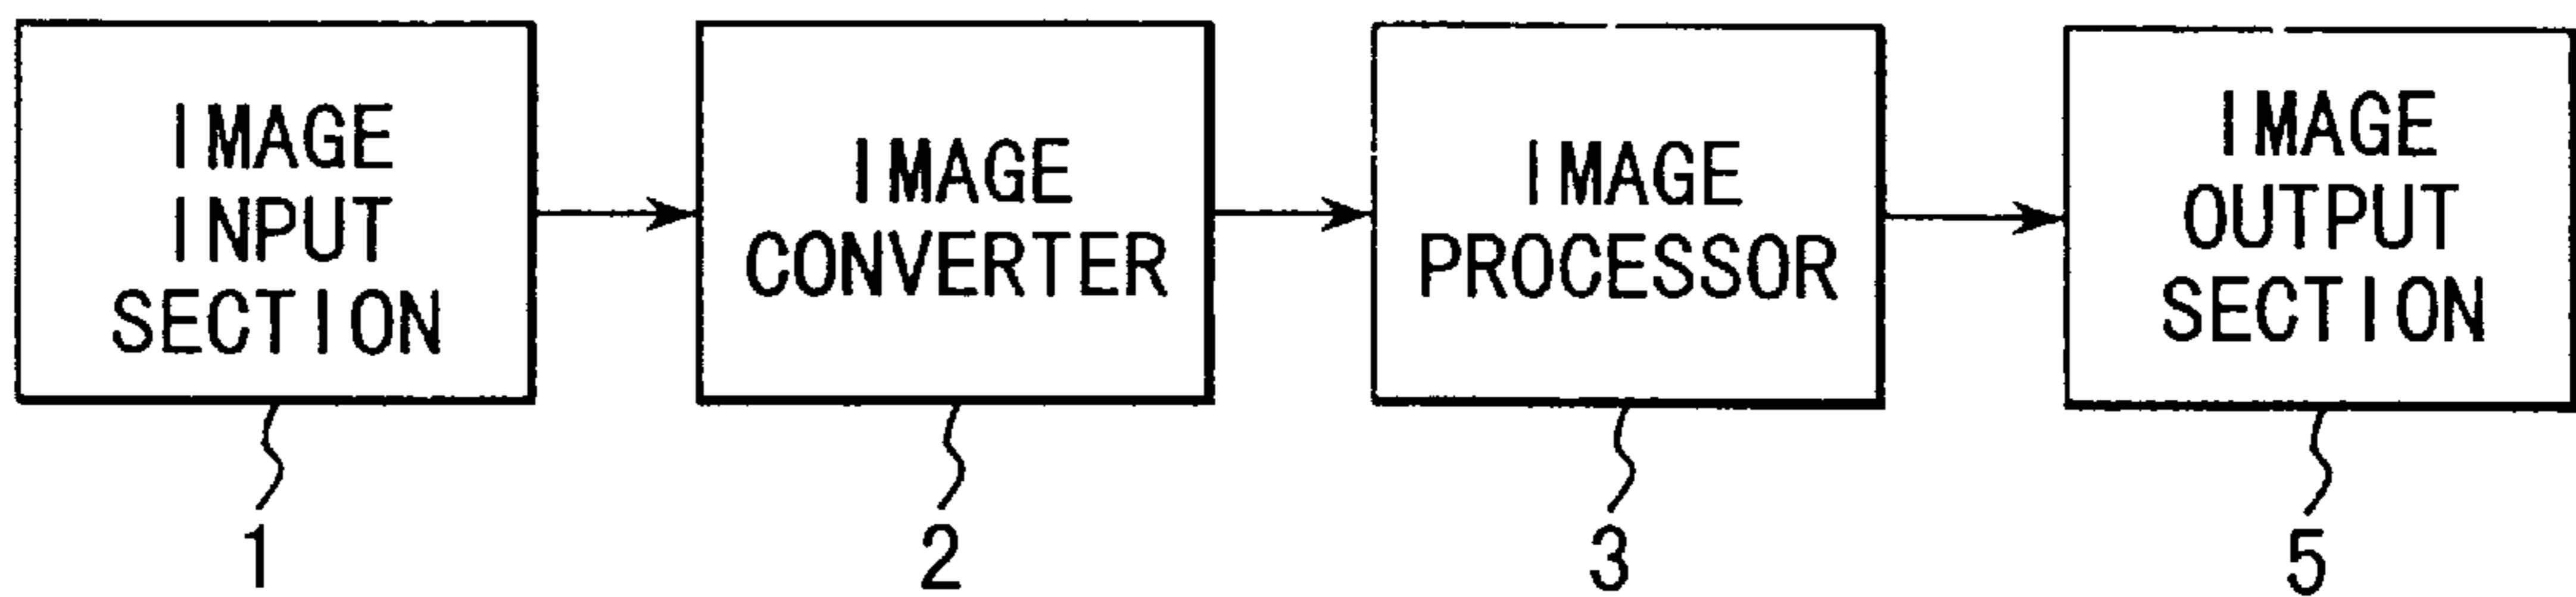 IMAGE
INPUT
SECTION
IMAGE
CONVERTER
IMAGE
PROCESSOR
IMAGE
OUTPUT
SECTION
1
2
3
5